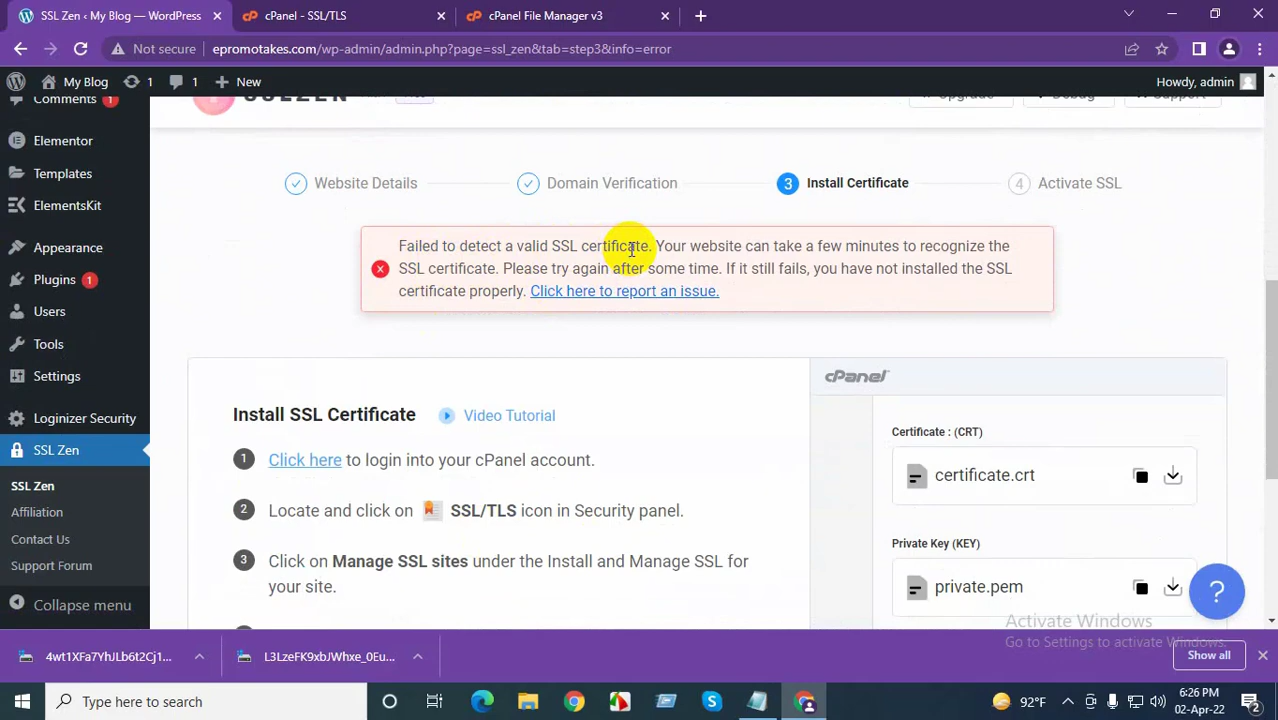 SSL Zen ‹ My Blog — WordPress
cPanel - SSL/TLS
cPanel File Manager v3
Not secure
epromotakes.com/wp-admin/admin.php?page=ssl_zen&tab=step3&info=error
My Blog
1
1
New
Howdy, admin
Comments
Elementor
Templates
ElementsKit
Appearance
Plugins 1
Users
Tools
Settings
Loginizer Security
SSL Zen
SSL Zen
Affiliation
Contact Us
Support Forum
Collapse menu
SSLZEN
Upgrade
Debug
Support
Website Details
Domain Verification
3 Install Certificate
4 Activate SSL
Failed to detect a valid SSL certificate. Your website can take a few minutes to recognize the
SSL certificate. Please try again after some time. If it still fails, you have not installed the SSL
certificate properly. Click here to report an issue.
Install SSL Certificate
Video Tutorial
1 Click here to login into your cPanel account.
2 Locate and click on SSL/TLS icon in Security panel.
3 Click on Manage SSL sites under the Install and Manage SSL for
your site.
cPanel
Certificate : (CRT)
certificate.crt
Private Key (KEY)
private.pem
?
Activate Windows
Go to Settings to activate Windows.
4wt1XFa7YhJLb6t2Cj1...
L3LzeFK9xbJWhxe_0Eu...
Show all
Type here to search
92°F
6:26 PM
02-Apr-22
2